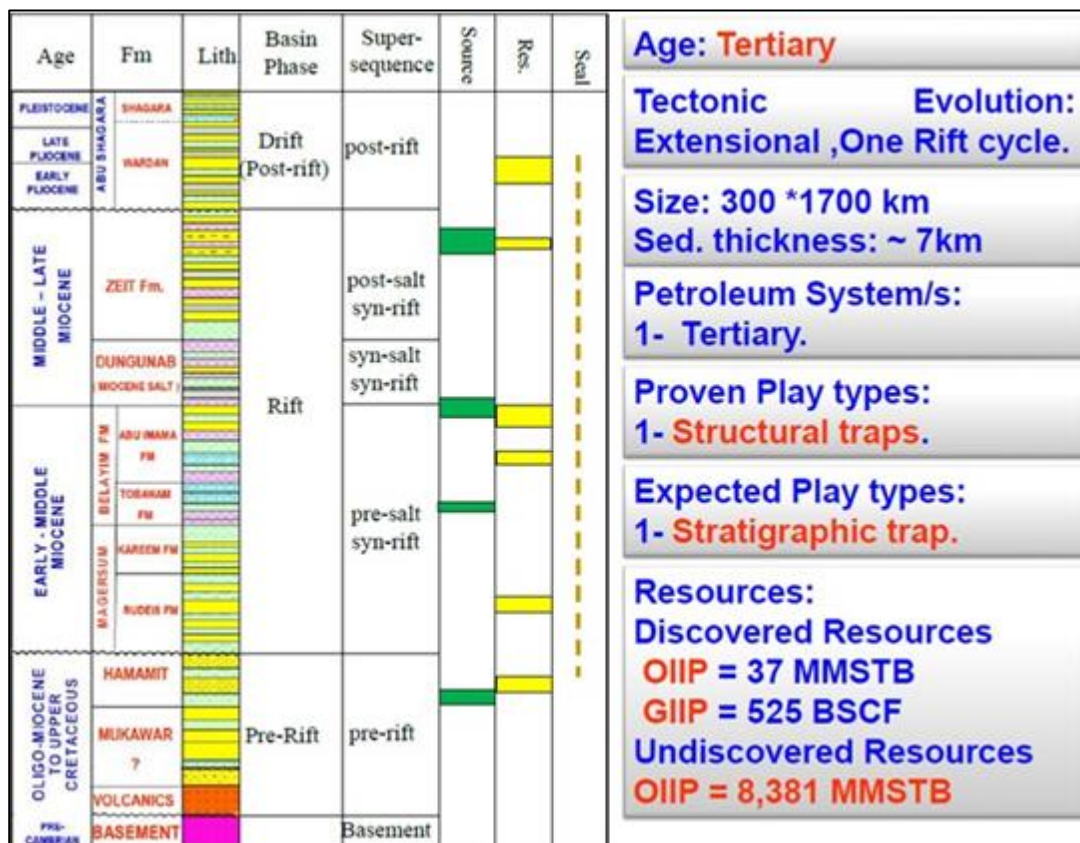 Age
Fm
Lith
Basin
Phase
Super-
sequence
Source
Res.
Seal
PLEISTOCENE
LATE
PLIOCENE
EARLY
PLIOCENE
ABU SHAGARA
SHAGARA
WARDAN
Drift
(Post-rift)
post-rift
MIDDLE – LATE
MIOCENE
ZEIT Fm.
post-salt
syn-rift
DUNGUNAB
( MIOCENE SALT )
syn-salt
syn-rift
Rift
EARLY - MIDDLE
MIOCENE
BELAYIM FM
ABU IMAMA
FM
TOBANAM
FM
MAGERSUM
KAREEM FM
RUDEIS FM
pre-salt
syn-rift
OLIGO-MIOCENE
TO UPPER
CRETACEOUS
HAMAMIT
MUKAWAR
?
VOLCANICS
Pre-Rift
pre-rift
PRE-
CAMBRIAN
BASEMENT
Basement
Age: Tertiary
Tectonic Evolution:
Extensional ,One Rift cycle.
Size: 300 *1700 km
Sed. thickness: ~ 7km
Petroleum System/s:
1- Tertiary.
Proven Play types:
1- Structural traps.
Expected Play types:
1- Stratigraphic trap.
Resources:
Discovered Resources
OIIP = 37 MMSTB
GIIP = 525 BSCF
Undiscovered Resources
OIIP = 8,381 MMSTB